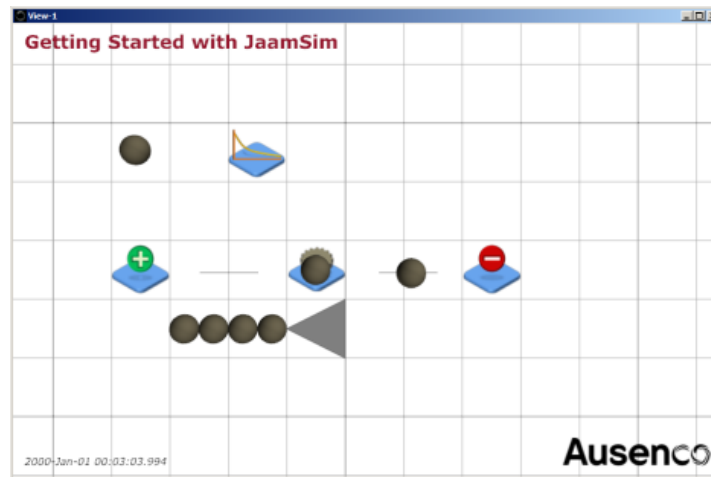 View-1
Getting Started with JaamSim
2000-Jan-01 00:03:03.994
Ausenco